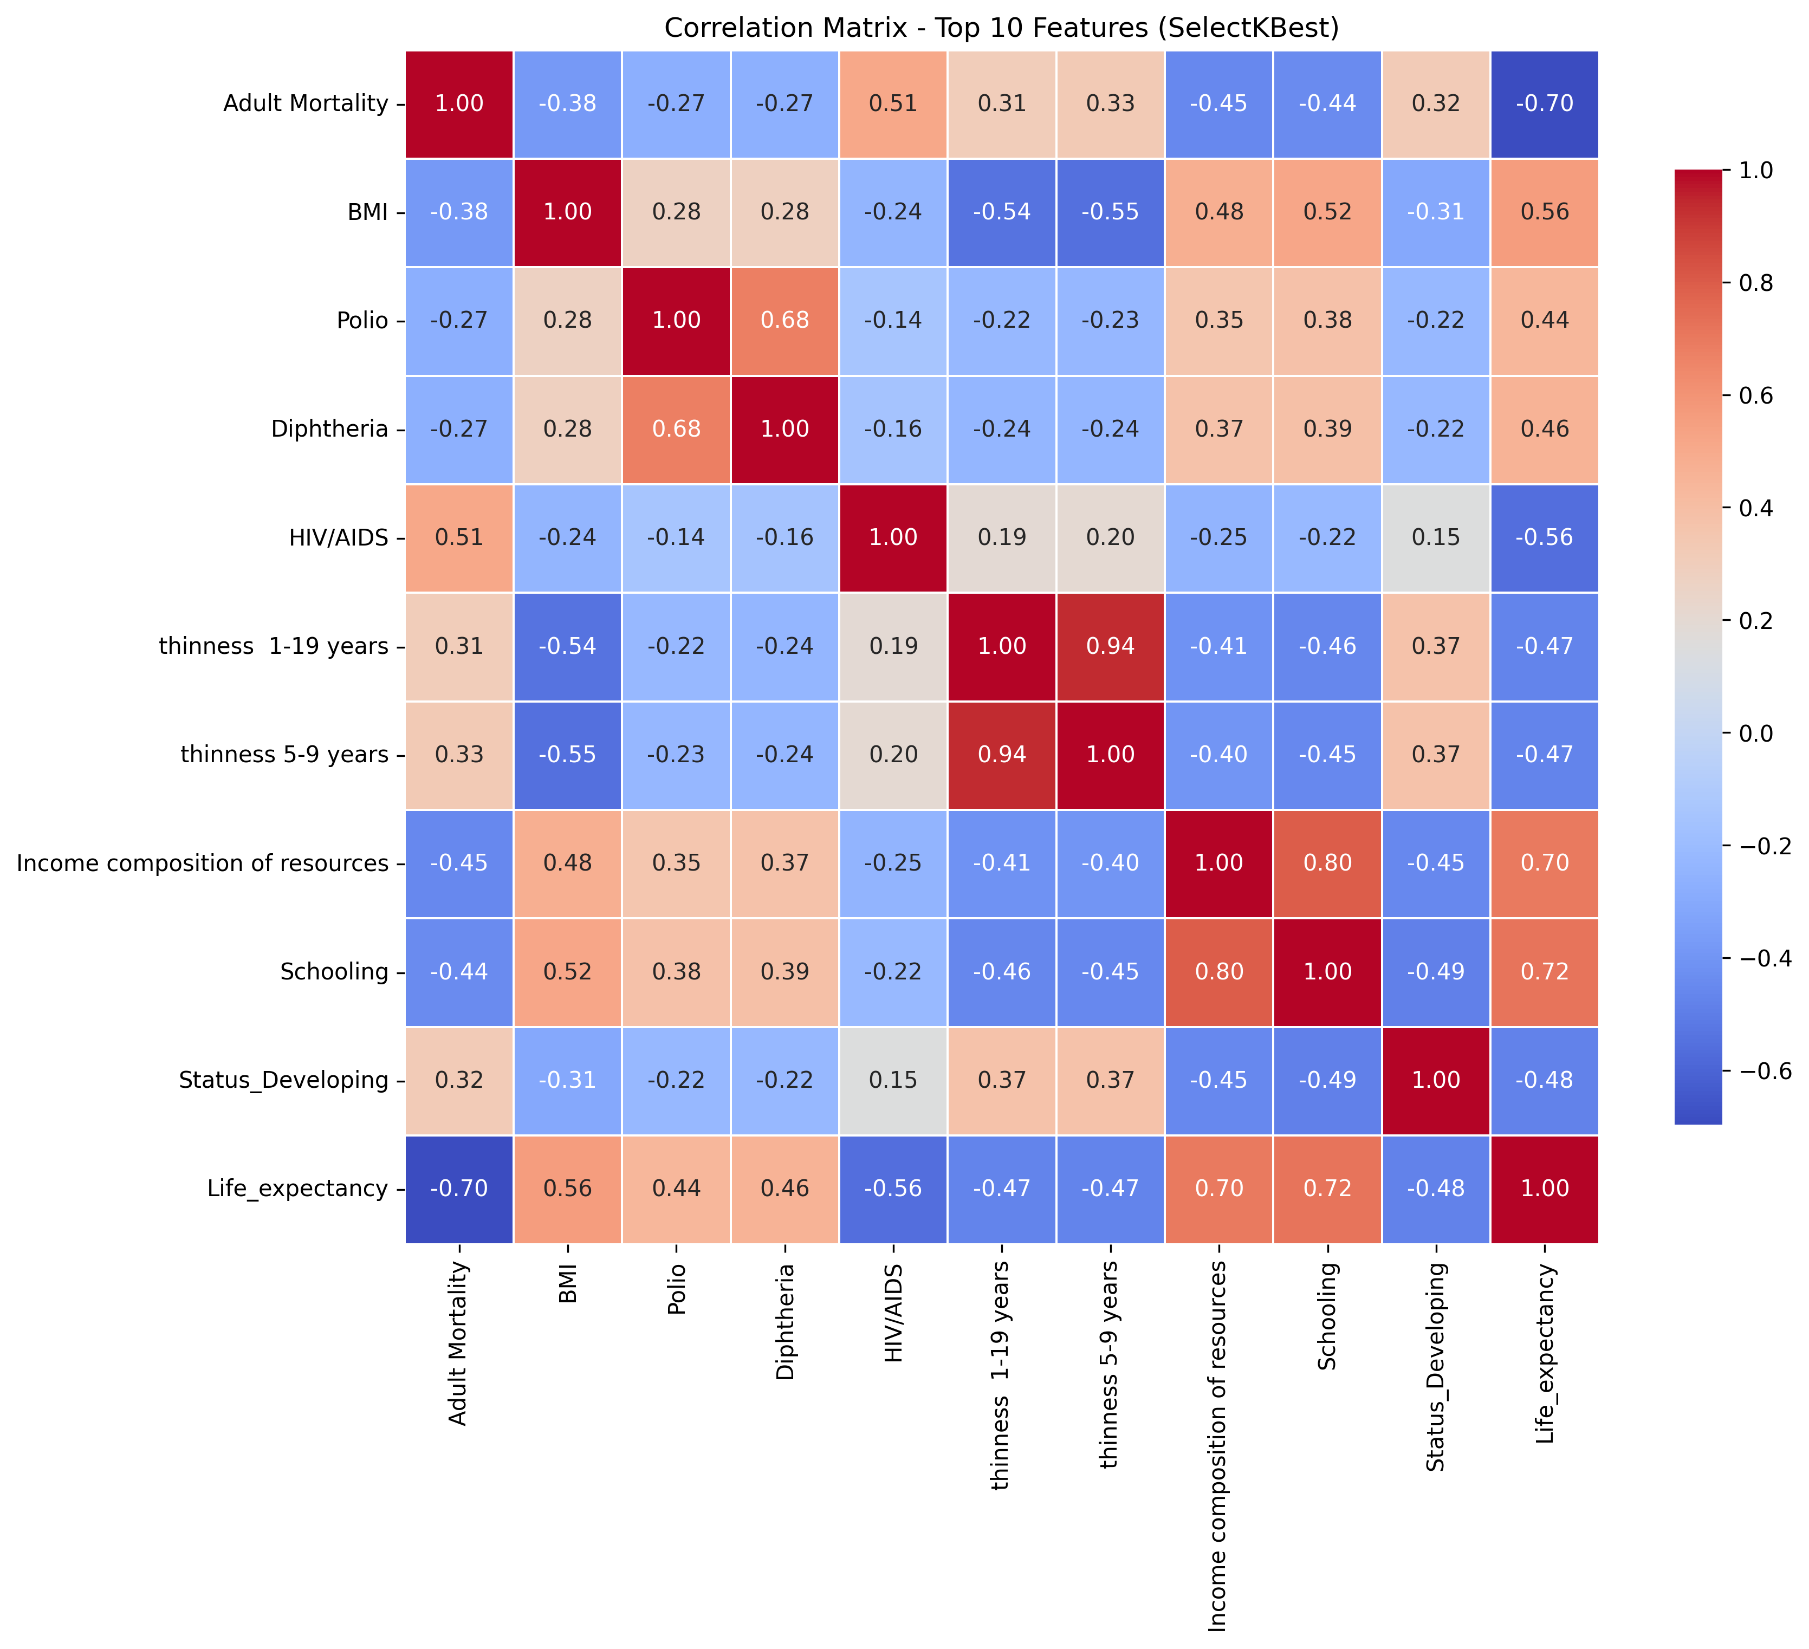 Correlation Matrix - Top 10 Features (SelectKBest)
Adult Mortality 1.00 -0.38 -0.27 -0.27 0.51 0.31 0.33 -0.45 -0.44 0.32 -0.70
BMI -0.38 1.00 0.28 0.28 -0.24 -0.54 -0.55 0.48 0.52 -0.31 0.56
Polio -0.27 0.28 1.00 0.68 -0.14 -0.22 -0.23 0.35 0.38 -0.22 0.44
Diphtheria -0.27 0.28 0.68 1.00 -0.16 -0.24 -0.24 0.37 0.39 -0.22 0.46
HIV/AIDS 0.51 -0.24 -0.14 -0.16 1.00 0.19 0.20 -0.25 -0.22 0.15 -0.56
thinness  1-19 years 0.31 -0.54 -0.22 -0.24 0.19 1.00 0.94 -0.41 -0.46 0.37 -0.47
thinness 5-9 years 0.33 -0.55 -0.23 -0.24 0.20 0.94 1.00 -0.40 -0.45 0.37 -0.47
Income composition of resources -0.45 0.48 0.35 0.37 -0.25 -0.41 -0.40 1.00 0.80 -0.45 0.70
Schooling -0.44 0.52 0.38 0.39 -0.22 -0.46 -0.45 0.80 1.00 -0.49 0.72
Status_Developing 0.32 -0.31 -0.22 -0.22 0.15 0.37 0.37 -0.45 -0.49 1.00 -0.48
Life_expectancy -0.70 0.56 0.44 0.46 -0.56 -0.47 -0.47 0.70 0.72 -0.48 1.00
Adult Mortality
BMI
Polio
Diphtheria
HIV/AIDS
thinness  1-19 years
thinness 5-9 years
Income composition of resources
Schooling
Status_Developing
Life_expectancy
1.0
0.8
0.6
0.4
0.2
0.0
−0.2
−0.4
−0.6